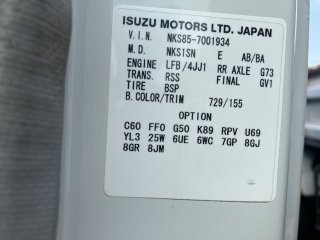 ISUZU MOTORS LTD. JAPAN
V.I.N. NKS85-7001934
M.D. NKS1SN E AB/BA
ENGINE LFB/4JJ1 RR AXLE G73
TRANS. RSS FINAL GV1
TIRE BSP
B.COLOR/TRIM 729/155
OPTION
C60 FF0 G50 K89 RPV U69
YL3 25W 6UE 6WC 7GP 8GJ
8GR 8JM